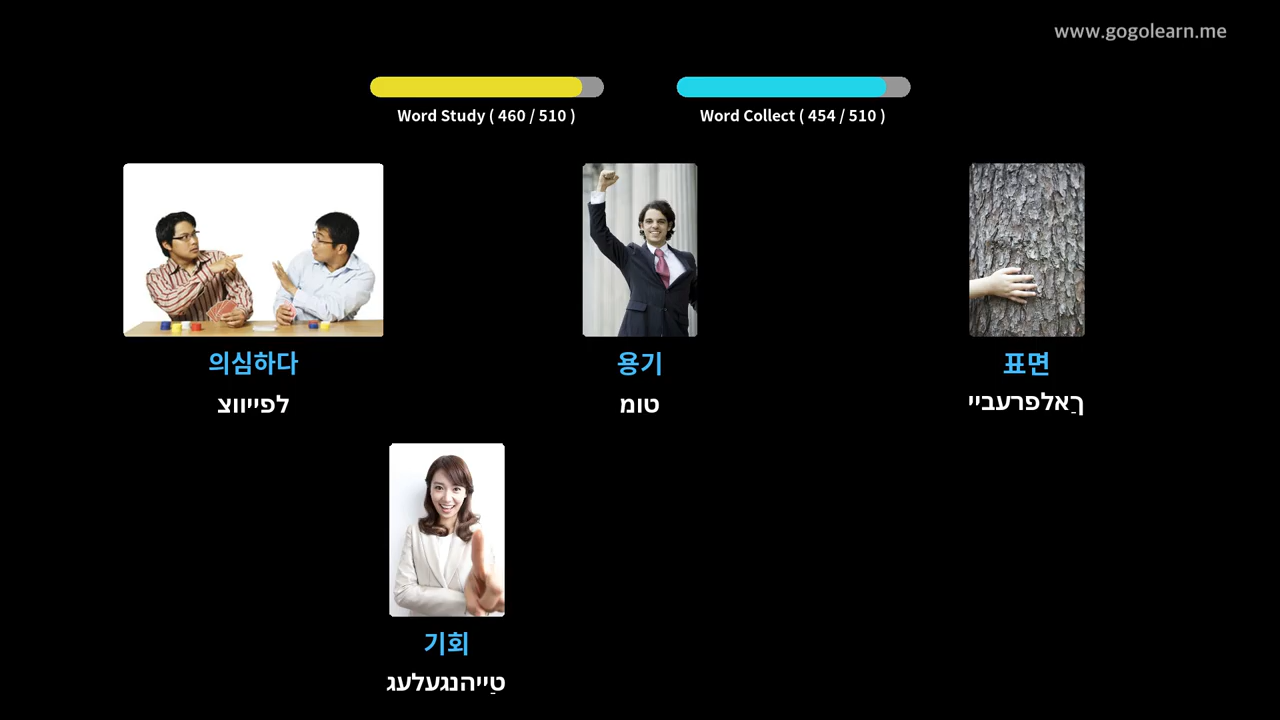 www.gogolearn.me
Word Study ( 460 / 510 )
Word Collect ( 454 / 510 )
의심하다
לפייווצ
용기
טומ
표면
ךַאלפרעביי
기회
טַייהנגעלעג